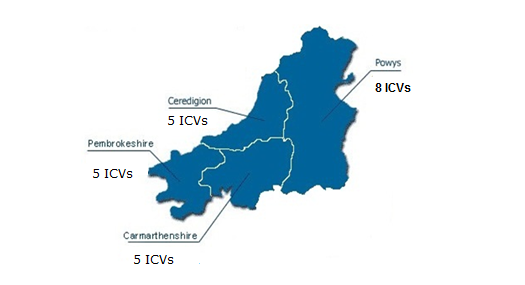 Powys
8 ICVs
Ceredigion
5 ICVs
Pembrokeshire
5 ICVs
Carmarthenshire
5 ICVs